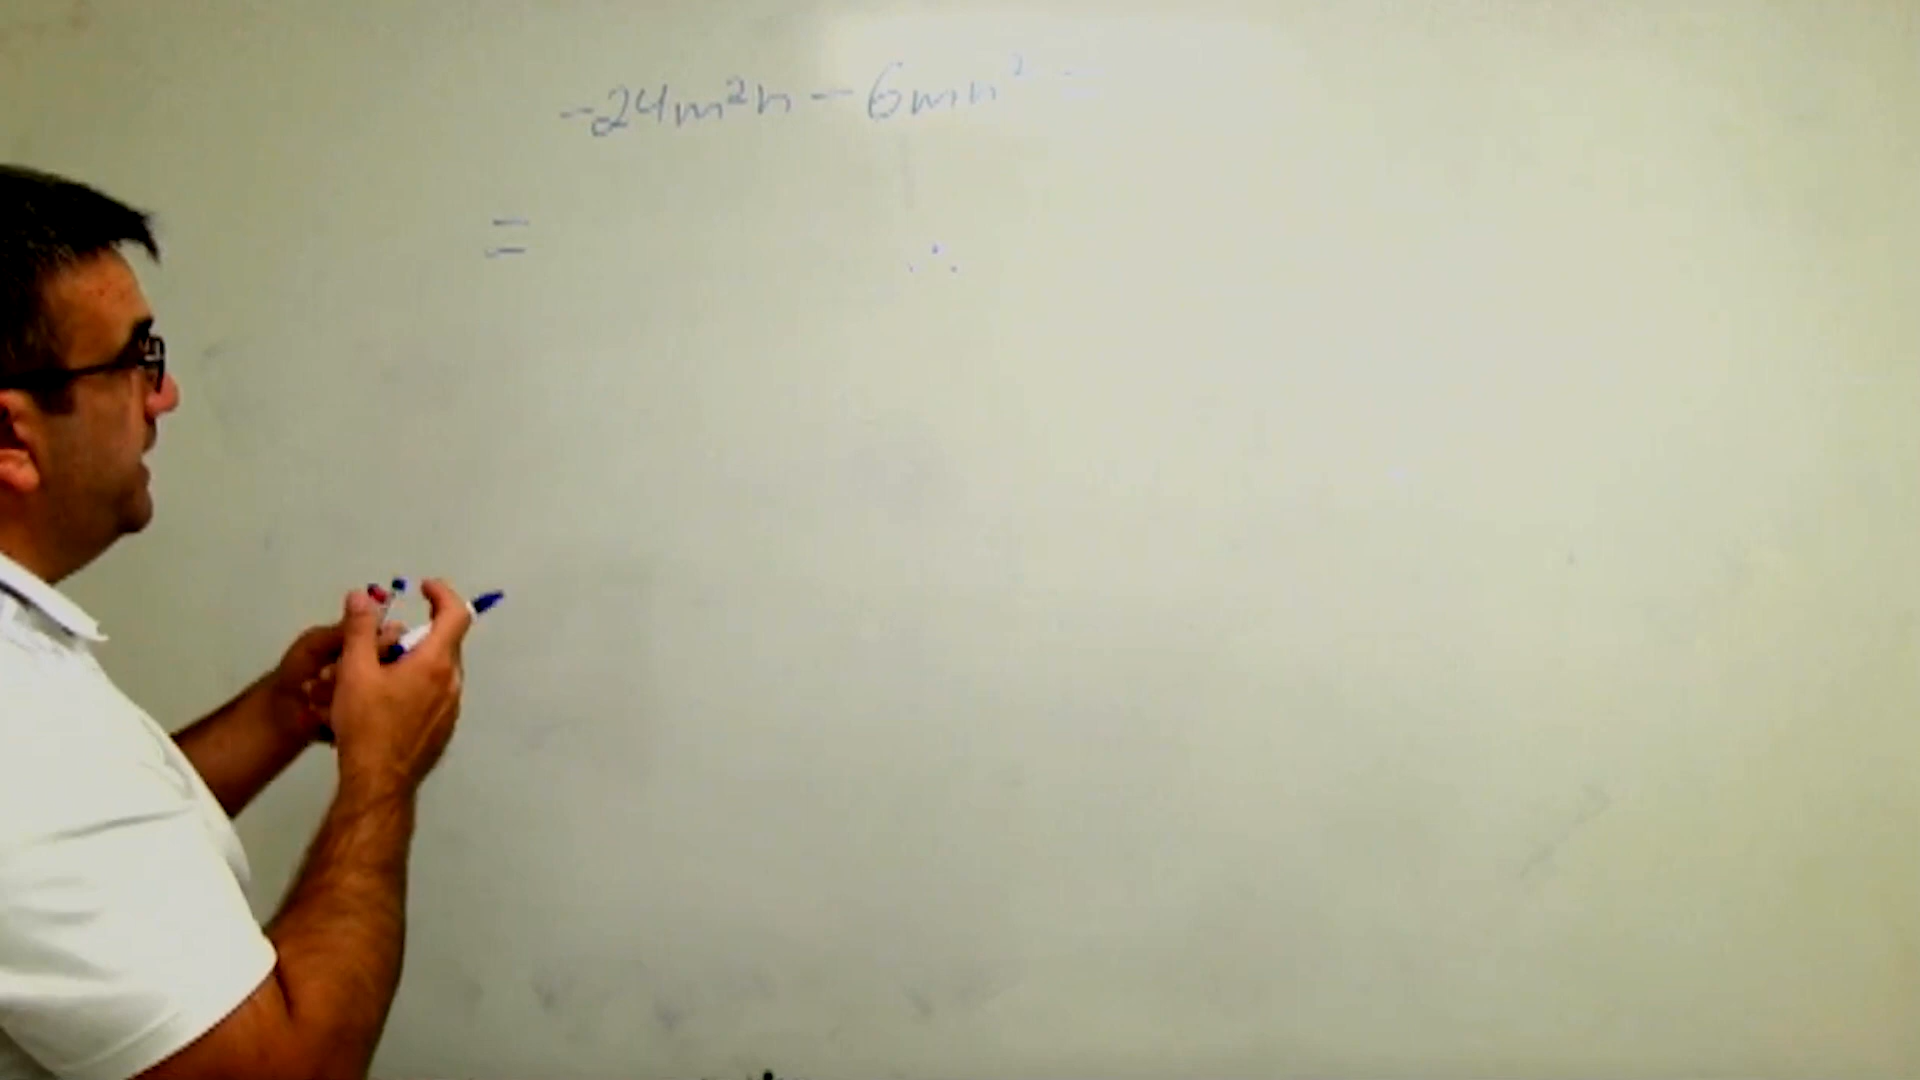 -24m²n - 6mn² =
= ∴